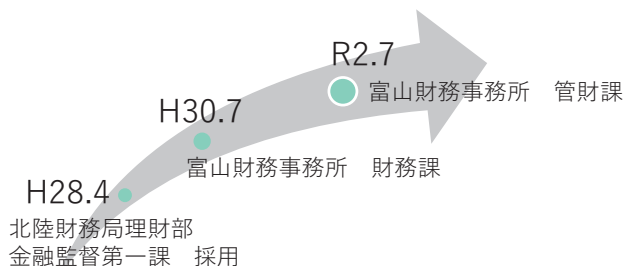 R2.7
富山財務事務所　管財課
H30.7
富山財務事務所　財務課
H28.4
北陸財務局理財部
金融監督第一課　採用